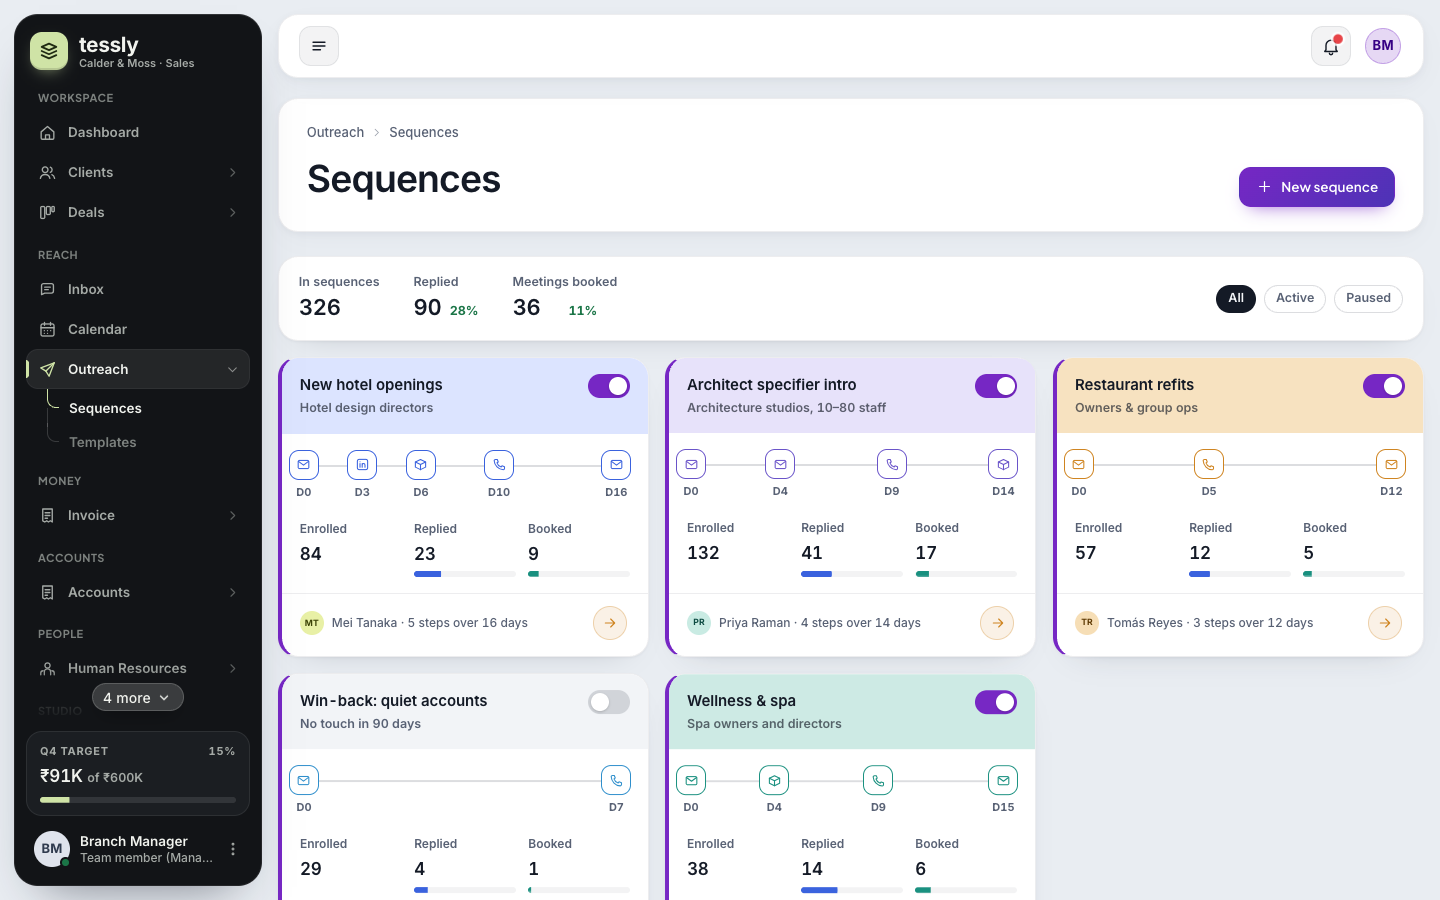 tessly
Calder & Moss · Sales
WORKSPACE
Dashboard
Clients
Deals
REACH
Inbox
Calendar
Outreach
Sequences
Templates
MONEY
Invoice
ACCOUNTS
Accounts
PEOPLE
Human Resources
4 more
STUDIO
Q4 TARGET 15%
₹91K of ₹600K
BM
Branch Manager
Team member (Mana...
BM
Outreach Sequences
Sequences
New sequence
In sequences Replied Meetings booked
326 90 28% 36 11%
All Active Paused
New hotel openings
Hotel design directors
in
D0 D3 D6 D10 D16
Enrolled Replied Booked
84 23 9
MT Mei Tanaka · 5 steps over 16 days
Architect specifier intro
Architecture studios, 10–80 staff
D0 D4 D9 D14
Enrolled Replied Booked
132 41 17
PR Priya Raman · 4 steps over 14 days
Restaurant refits
Owners & group ops
D0 D5 D12
Enrolled Replied Booked
57 12 5
TR Tomás Reyes · 3 steps over 12 days
Win-back: quiet accounts
No touch in 90 days
D0 D7
Enrolled Replied Booked
29 4 1
Wellness & spa
Spa owners and directors
D0 D4 D9 D15
Enrolled Replied Booked
38 14 6